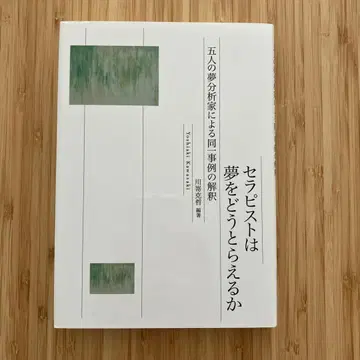 セラピストは
夢をどうとらえるか
五人の夢分析家による同一事例の解釈
川嵜克哲 編著
Yoshiaki Kawasaki